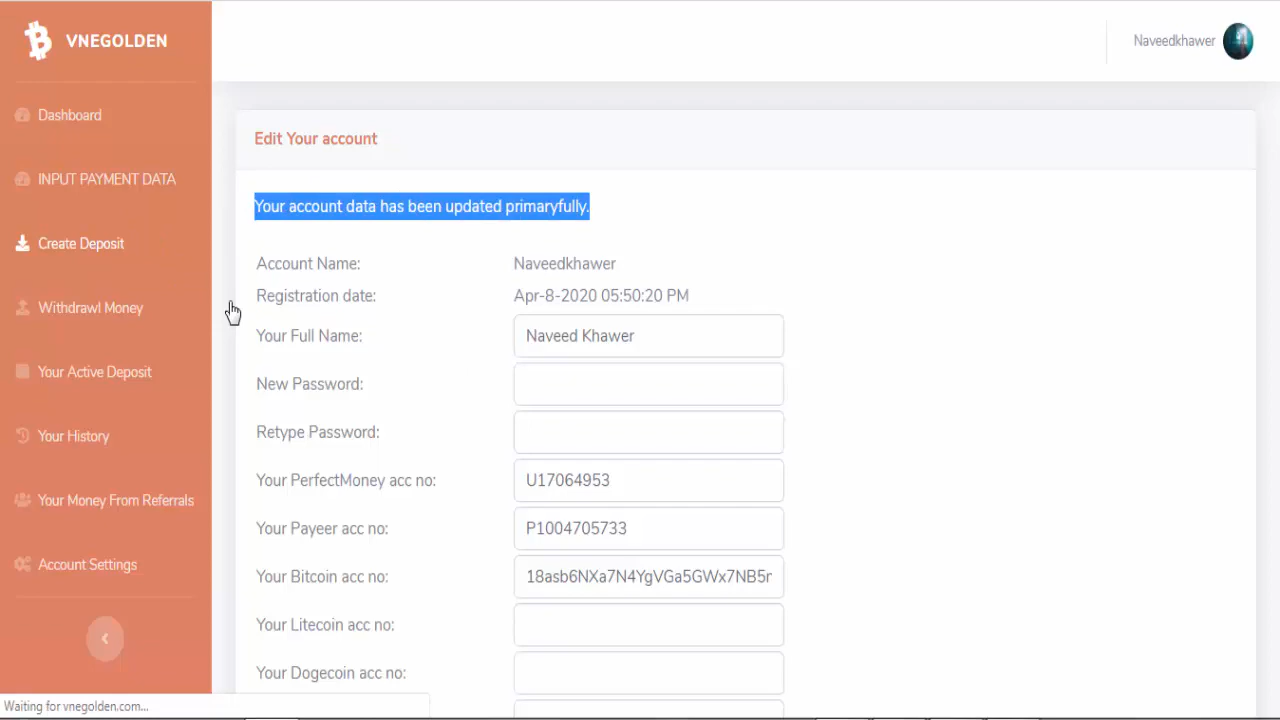 VNEGOLDEN
Naveedkhawer
Dashboard
INPUT PAYMENT DATA
Create Deposit
Withdrawl Money
Your Active Deposit
Your History
Your Money From Referrals
Account Settings
Edit Your account
Your account data has been updated primaryfully.
Account Name: Naveedkhawer
Registration date: Apr-8-2020 05:50:20 PM
Your Full Name: Naveed Khawer
New Password:
Retype Password:
Your PerfectMoney acc no: U17064953
Your Payeer acc no: P1004705733
Your Bitcoin acc no: 18asb6NXa7N4YgVGa5GWx7NB5r
Your Litecoin acc no:
Your Dogecoin acc no:
Waiting for vnegolden.com...